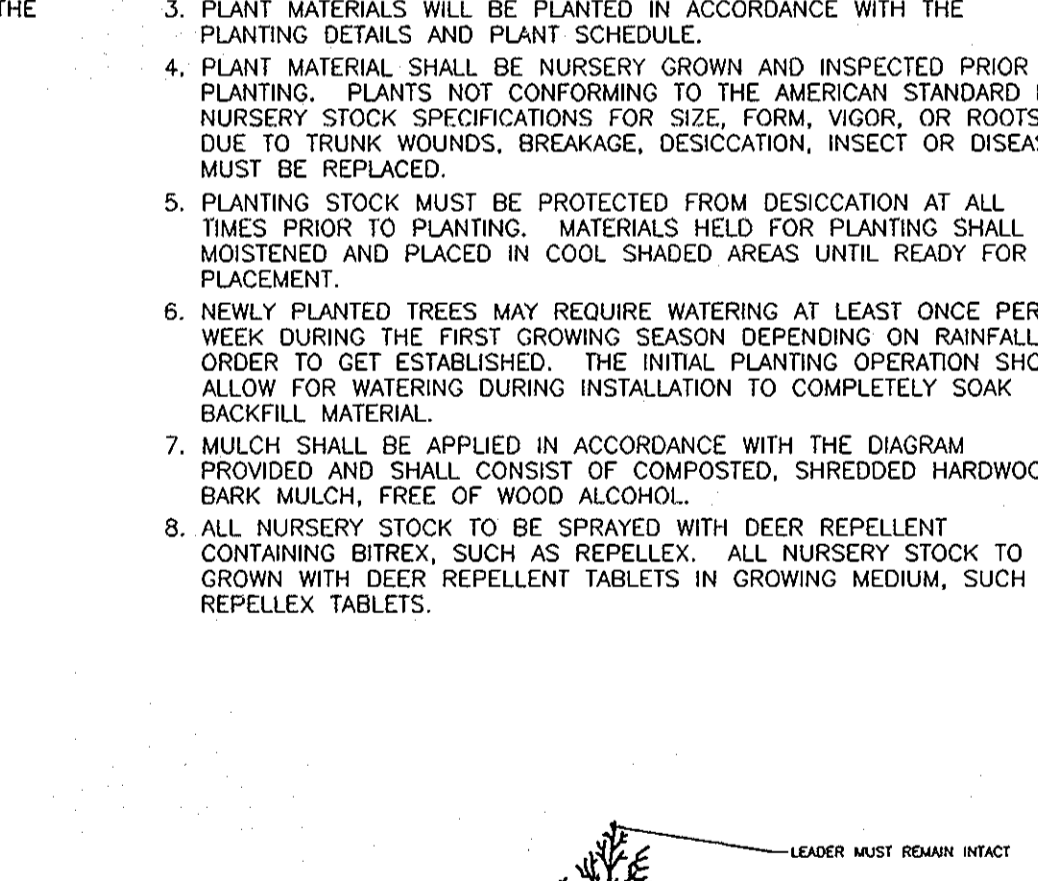 THE
3. PLANT MATERIALS WILL BE PLANTED IN ACCORDANCE WITH THE
PLANTING DETAILS AND PLANT SCHEDULE.
4. PLANT MATERIAL SHALL BE NURSERY GROWN AND INSPECTED PRIOR
PLANTING. PLANTS NOT CONFORMING TO THE AMERICAN STANDARD
NURSERY STOCK SPECIFICATIONS FOR SIZE, FORM, VIGOR, OR ROOTS
DUE TO TRUNK WOUNDS, BREAKAGE, DESICCATION, INSECT OR DISEAS
MUST BE REPLACED.
5. PLANTING STOCK MUST BE PROTECTED FROM DESICCATION AT ALL
TIMES PRIOR TO PLANTING. MATERIALS HELD FOR PLANTING SHALL
MOISTENED AND PLACED IN COOL SHADED AREAS UNTIL READY FOR
PLACEMENT.
6. NEWLY PLANTED TREES MAY REQUIRE WATERING AT LEAST ONCE PER
WEEK DURING THE FIRST GROWING SEASON DEPENDING ON RAINFALL
ORDER TO GET ESTABLISHED. THE INITIAL PLANTING OPERATION SHO
ALLOW FOR WATERING DURING INSTALLATION TO COMPLETELY SOAK
BACKFILL MATERIAL.
7. MULCH SHALL BE APPLIED IN ACCORDANCE WITH THE DIAGRAM
PROVIDED AND SHALL CONSIST OF COMPOSTED, SHREDDED HARDWOO
BARK MULCH, FREE OF WOOD ALCOHOL.
8. ALL NURSERY STOCK TO BE SPRAYED WITH DEER REPELLENT
CONTAINING BITREX, SUCH AS REPELLEX. ALL NURSERY STOCK TO
GROWN WITH DEER REPELLENT TABLETS IN GROWING MEDIUM, SUCH
REPELLEX TABLETS.
LEADER MUST REMAIN INTACT